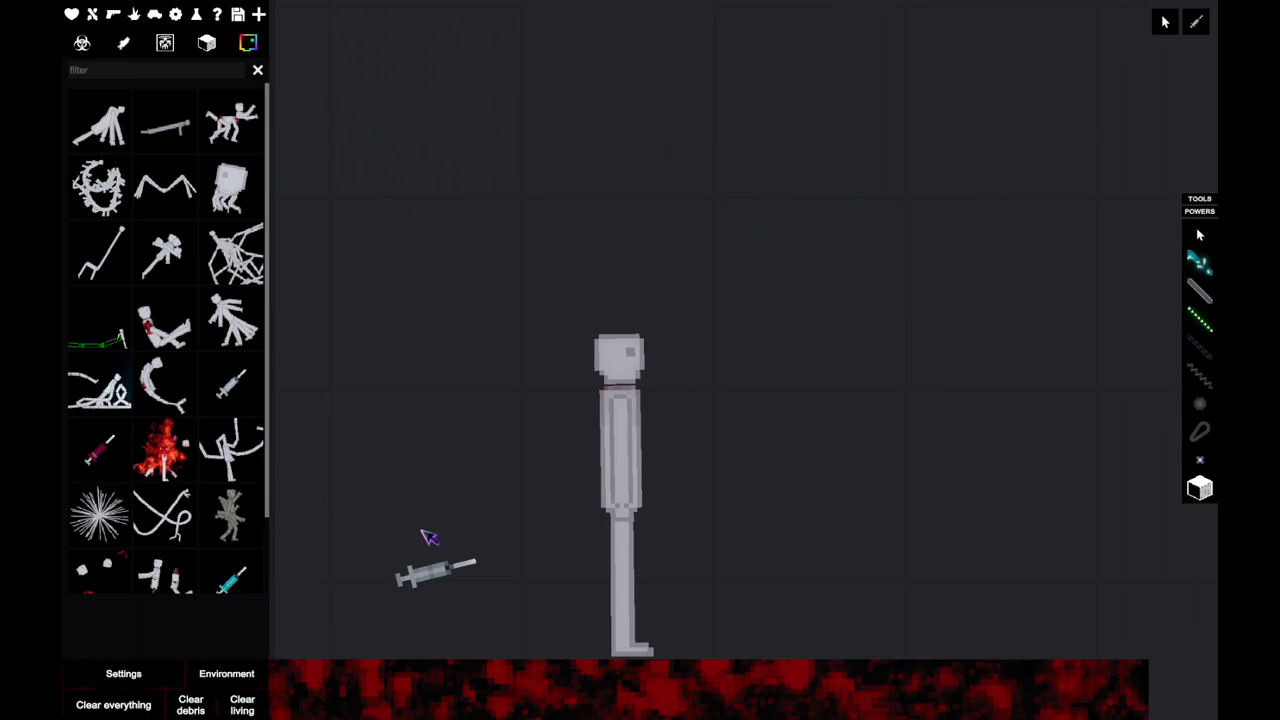 filter
TOOLS
POWERS
Settings
Environment
Clear everything
Clear
debris
Clear
living